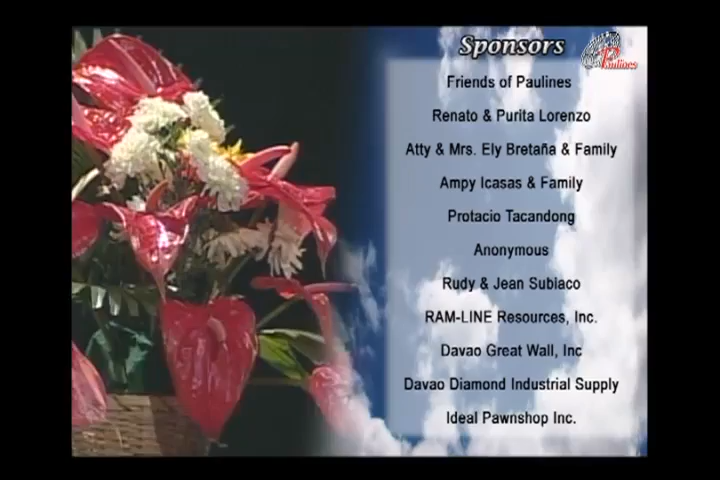 Sponsors
Paulines
Friends of Paulines
Renato & Purita Lorenzo
Atty & Mrs. Ely Bretaña & Family
Ampy Icasas & Family
Protacio Tacandong
Anonymous
Rudy & Jean Subiaco
RAM-LINE Resources, Inc.
Davao Great Wall, Inc
Davao Diamond Industrial Supply
Ideal Pawnshop Inc.